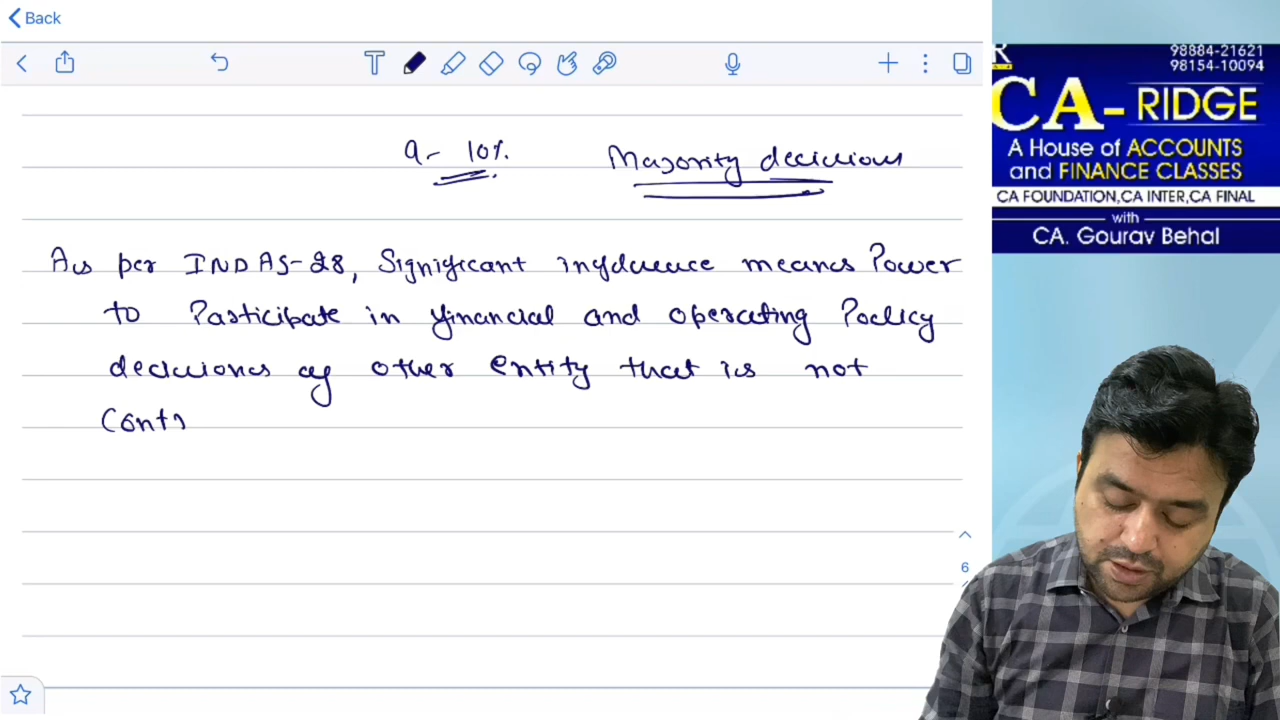 Back
9- 10%. Majority decisions
As per INDAS-28, Significant influence means Power
to Participate in financial and operating Policy
decisions of other entity that is not
Contr
6
R
98884-21621
98154-10094
CA- RIDGE
A House of ACCOUNTS
and FINANCE CLASSES
CA FOUNDATION,CA INTER,CA FINAL
with
CA. Gourav Behal